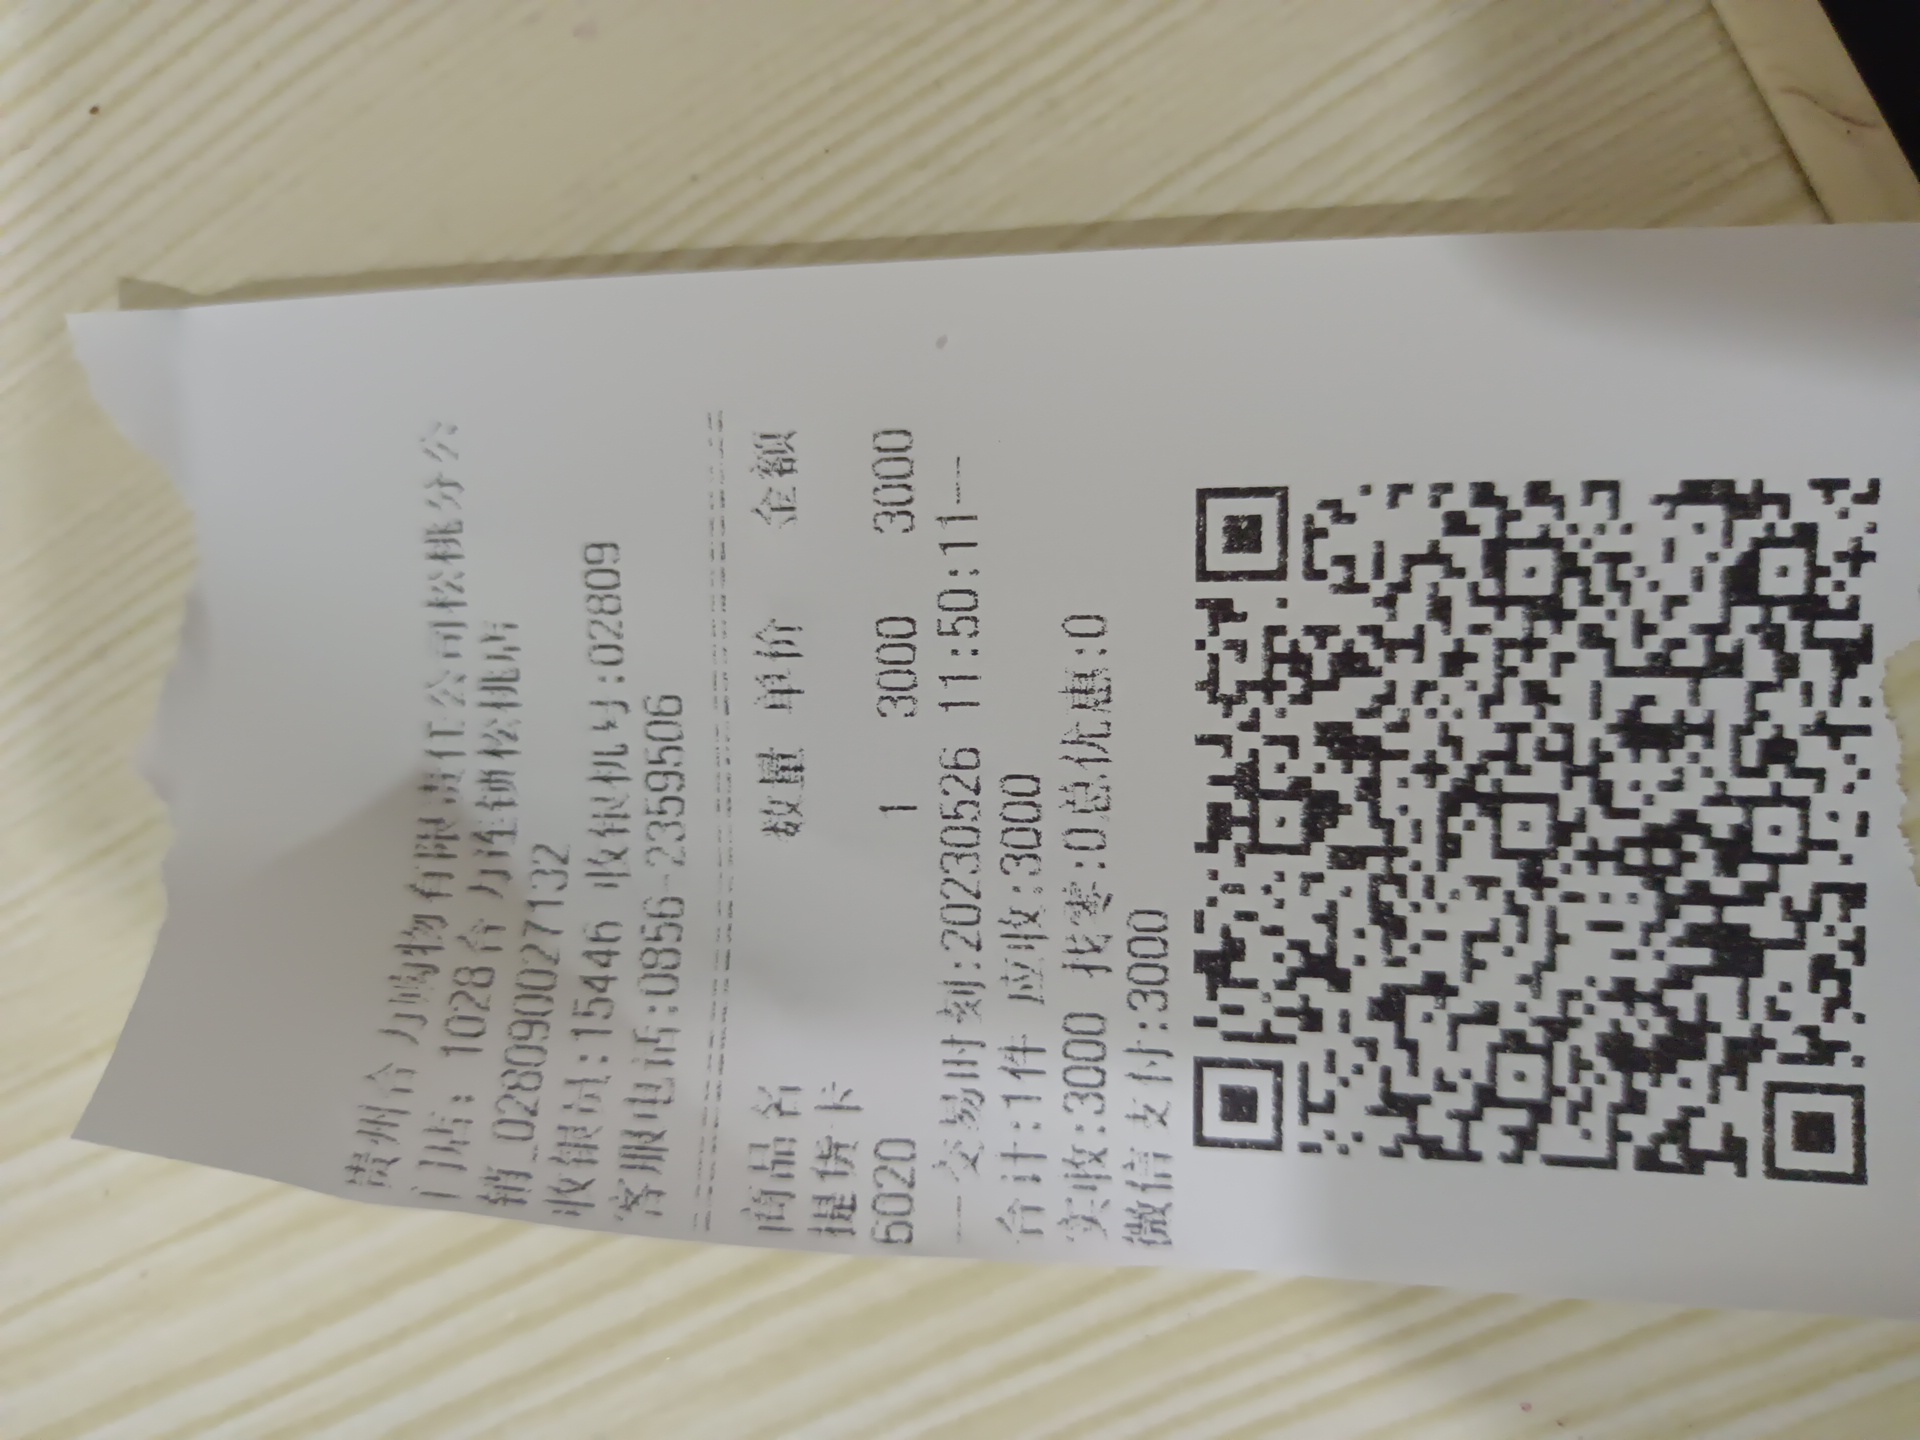 贵州合力购物有限责任公司松桃分公
门店: 1028合力连锁松桃店
销_028090027132
收银员:15446 收银机号:02809
客服电话:0856-2359506
商品名 数量 单价 金额
提货卡
6020 1 3000 3000
--交易时刻:20230526 11:50:11--
合计:1件 应收:3000
实收:3000 找零:0总优惠:0
微信支付:3000